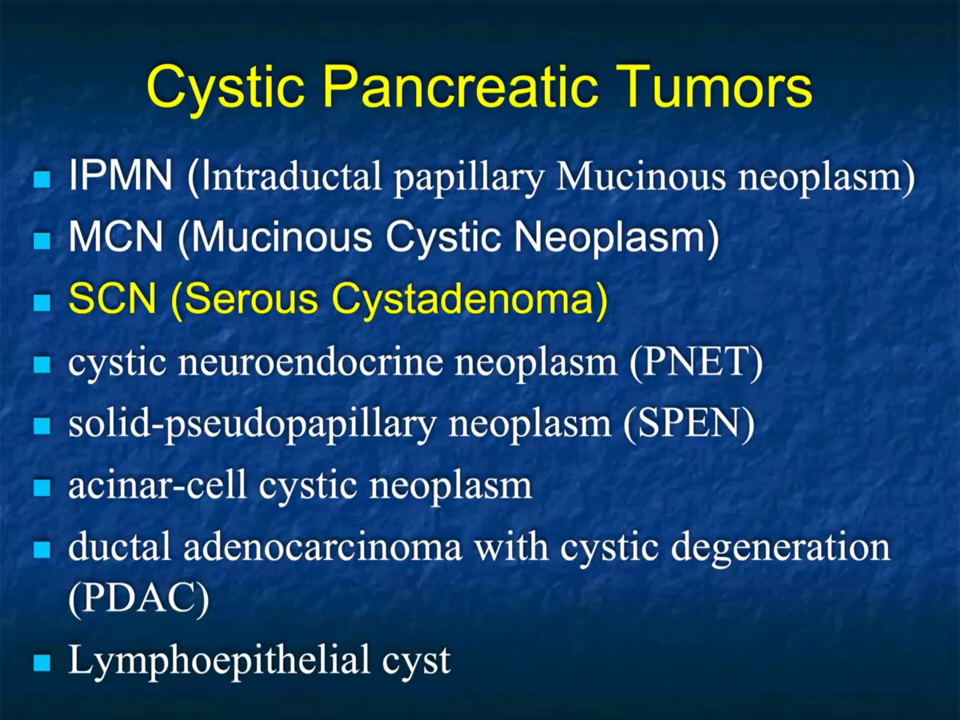 Cystic Pancreatic Tumors
IPMN (Intraductal papillary Mucinous neoplasm)
MCN (Mucinous Cystic Neoplasm)
SCN (Serous Cystadenoma)
cystic neuroendocrine neoplasm (PNET)
solid-pseudopapillary neoplasm (SPEN)
acinar-cell cystic neoplasm
ductal adenocarcinoma with cystic degeneration
(PDAC)
Lymphoepithelial cyst